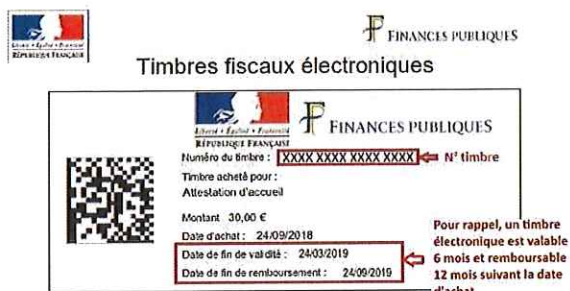 Liberté • Égalité • Fraternité
RÉPUBLIQUE FRANÇAISE
FINANCES PUBLIQUES
Timbres fiscaux électroniques
Liberté • Égalité • Fraternité
RÉPUBLIQUE FRANÇAISE
FINANCES PUBLIQUES
Numéro du timbre : XXXX XXXX XXXX XXXX N° timbre
Timbre acheté pour :
Attestation d'accueil
Montant 30,00 €
Date d'achat : 24/09/2018
Date de fin de validité : 24/03/2019
Date de fin de remboursement : 24/09/2019
Pour rappel, un timbre
électronique est valable
6 mois et remboursable
12 mois suivant la date
d'achat